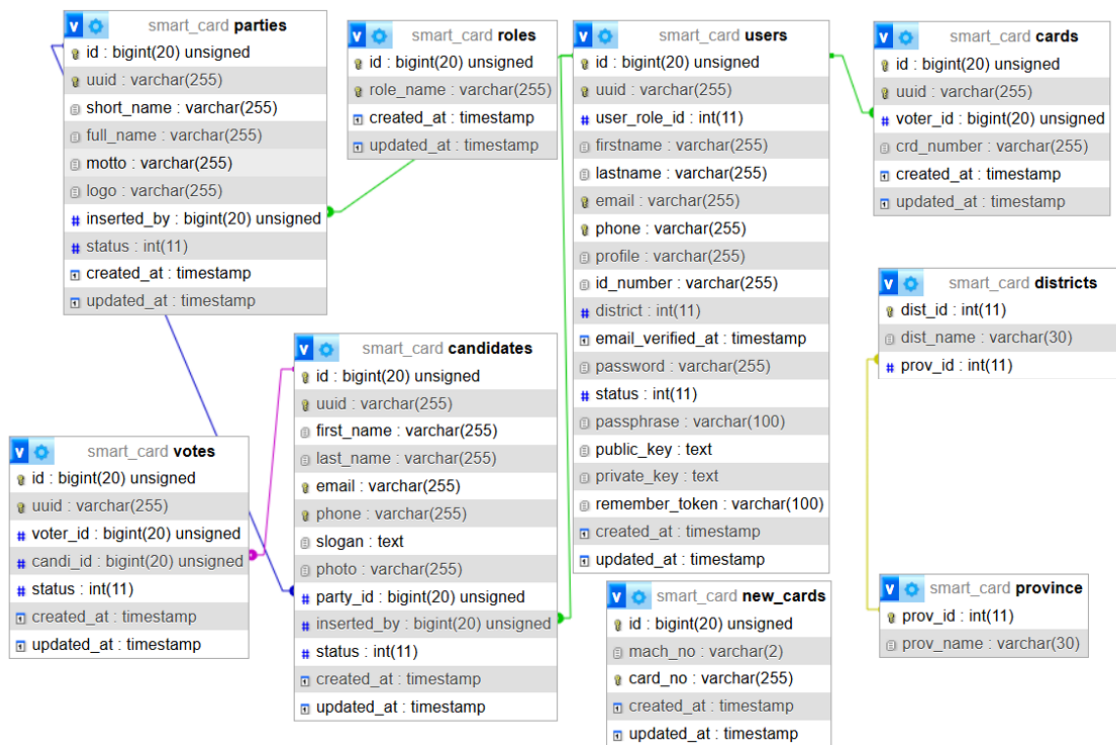 smart_card parties
id : bigint(20) unsigned
uuid : varchar(255)
short_name : varchar(255)
full_name : varchar(255)
motto : varchar(255)
logo : varchar(255)
inserted_by : bigint(20) unsigned
status : int(11)
created_at : timestamp
updated_at : timestamp
smart_card roles
id : bigint(20) unsigned
role_name : varchar(255)
created_at : timestamp
updated_at : timestamp
smart_card users
id : bigint(20) unsigned
uuid : varchar(255)
user_role_id : int(11)
firstname : varchar(255)
lastname : varchar(255)
email : varchar(255)
phone : varchar(255)
profile : varchar(255)
id_number : varchar(255)
district : int(11)
email_verified_at : timestamp
password : varchar(255)
status : int(11)
passphrase : varchar(100)
public_key : text
private_key : text
remember_token : varchar(100)
created_at : timestamp
updated_at : timestamp
smart_card cards
id : bigint(20) unsigned
uuid : varchar(255)
voter_id : bigint(20) unsigned
crd_number : varchar(255)
created_at : timestamp
updated_at : timestamp
smart_card districts
dist_id : int(11)
dist_name : varchar(30)
prov_id : int(11)
smart_card candidates
id : bigint(20) unsigned
uuid : varchar(255)
first_name : varchar(255)
last_name : varchar(255)
email : varchar(255)
phone : varchar(255)
slogan : text
photo : varchar(255)
party_id : bigint(20) unsigned
inserted_by : bigint(20) unsigned
status : int(11)
created_at : timestamp
updated_at : timestamp
smart_card votes
id : bigint(20) unsigned
uuid : varchar(255)
voter_id : bigint(20) unsigned
candi_id : bigint(20) unsigned
status : int(11)
created_at : timestamp
updated_at : timestamp
smart_card new_cards
id : bigint(20) unsigned
mach_no : varchar(2)
card_no : varchar(255)
created_at : timestamp
updated_at : timestamp
smart_card province
prov_id : int(11)
prov_name : varchar(30)